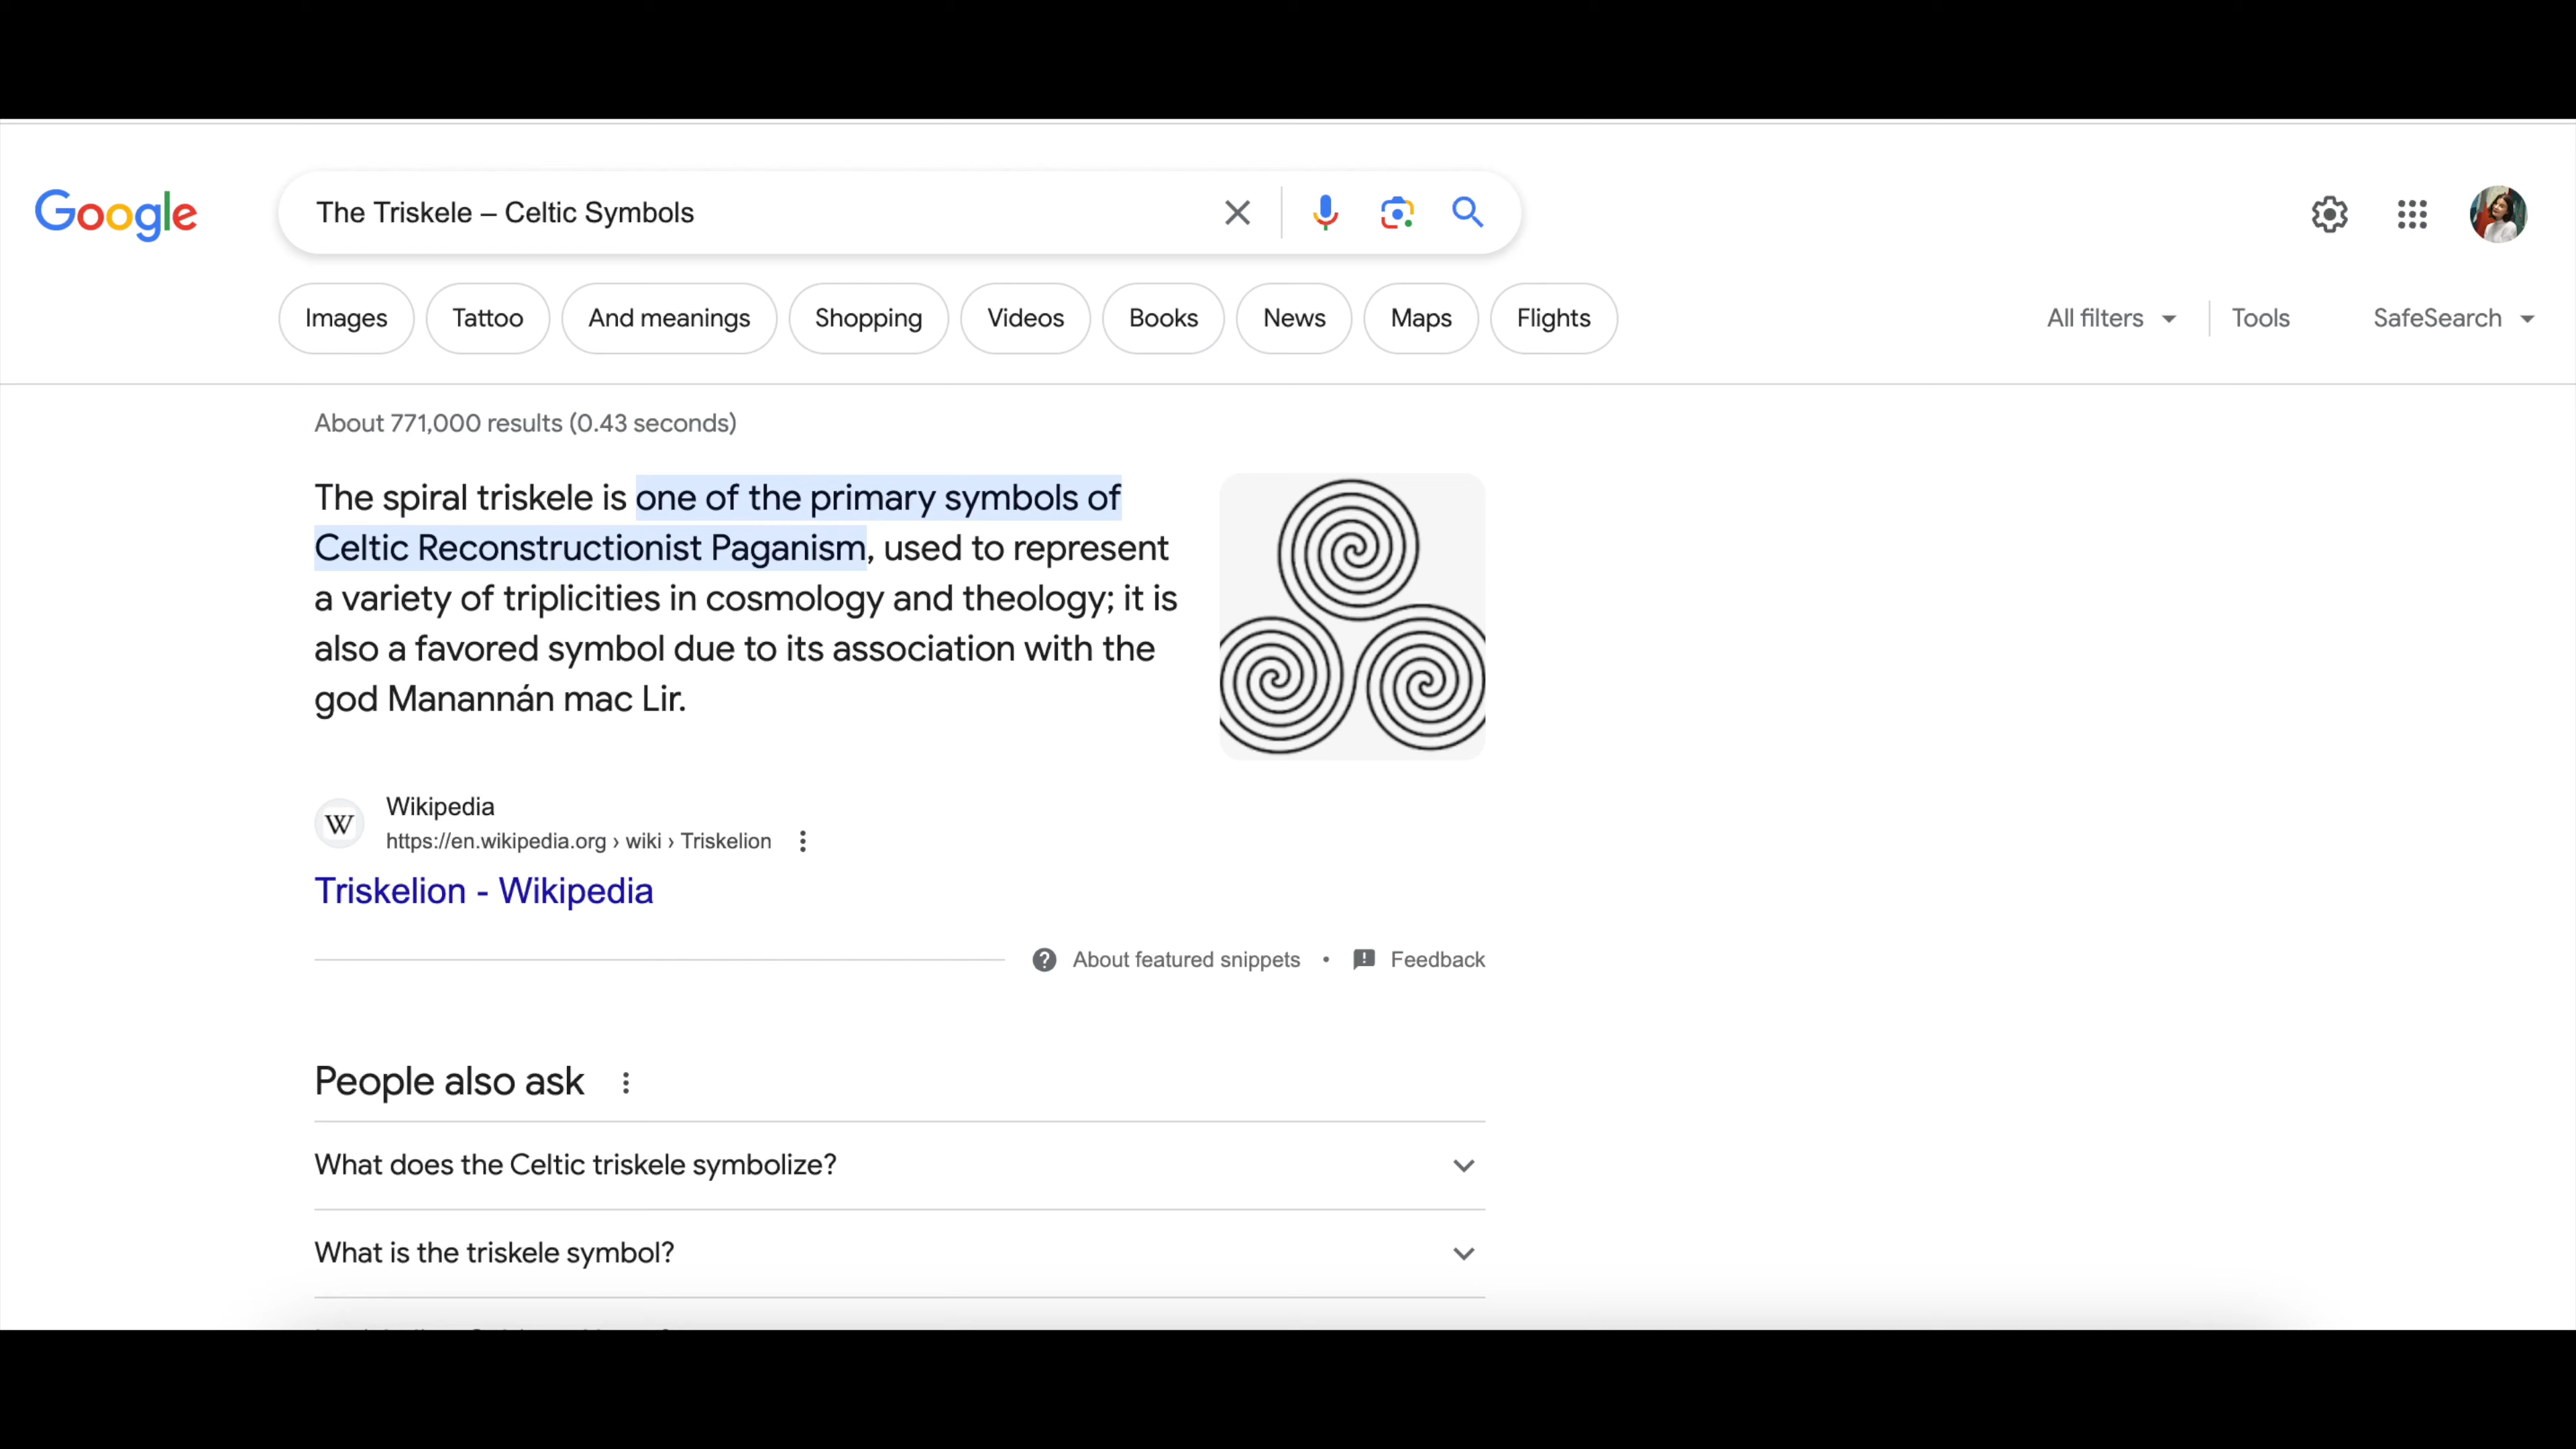 Google
The Triskele – Celtic Symbols
Images
Tattoo
And meanings
Shopping
Videos
Books
News
Maps
Flights
All filters
Tools
SafeSearch
About 771,000 results (0.43 seconds)
The spiral triskele is one of the primary symbols of
Celtic Reconstructionist Paganism, used to represent
a variety of triplicities in cosmology and theology; it is
also a favored symbol due to its association with the
god Manannán mac Lir.
W
Wikipedia
https://en.wikipedia.org › wiki › Triskelion
Triskelion - Wikipedia
About featured snippets • Feedback
People also ask
What does the Celtic triskele symbolize?
What is the triskele symbol?